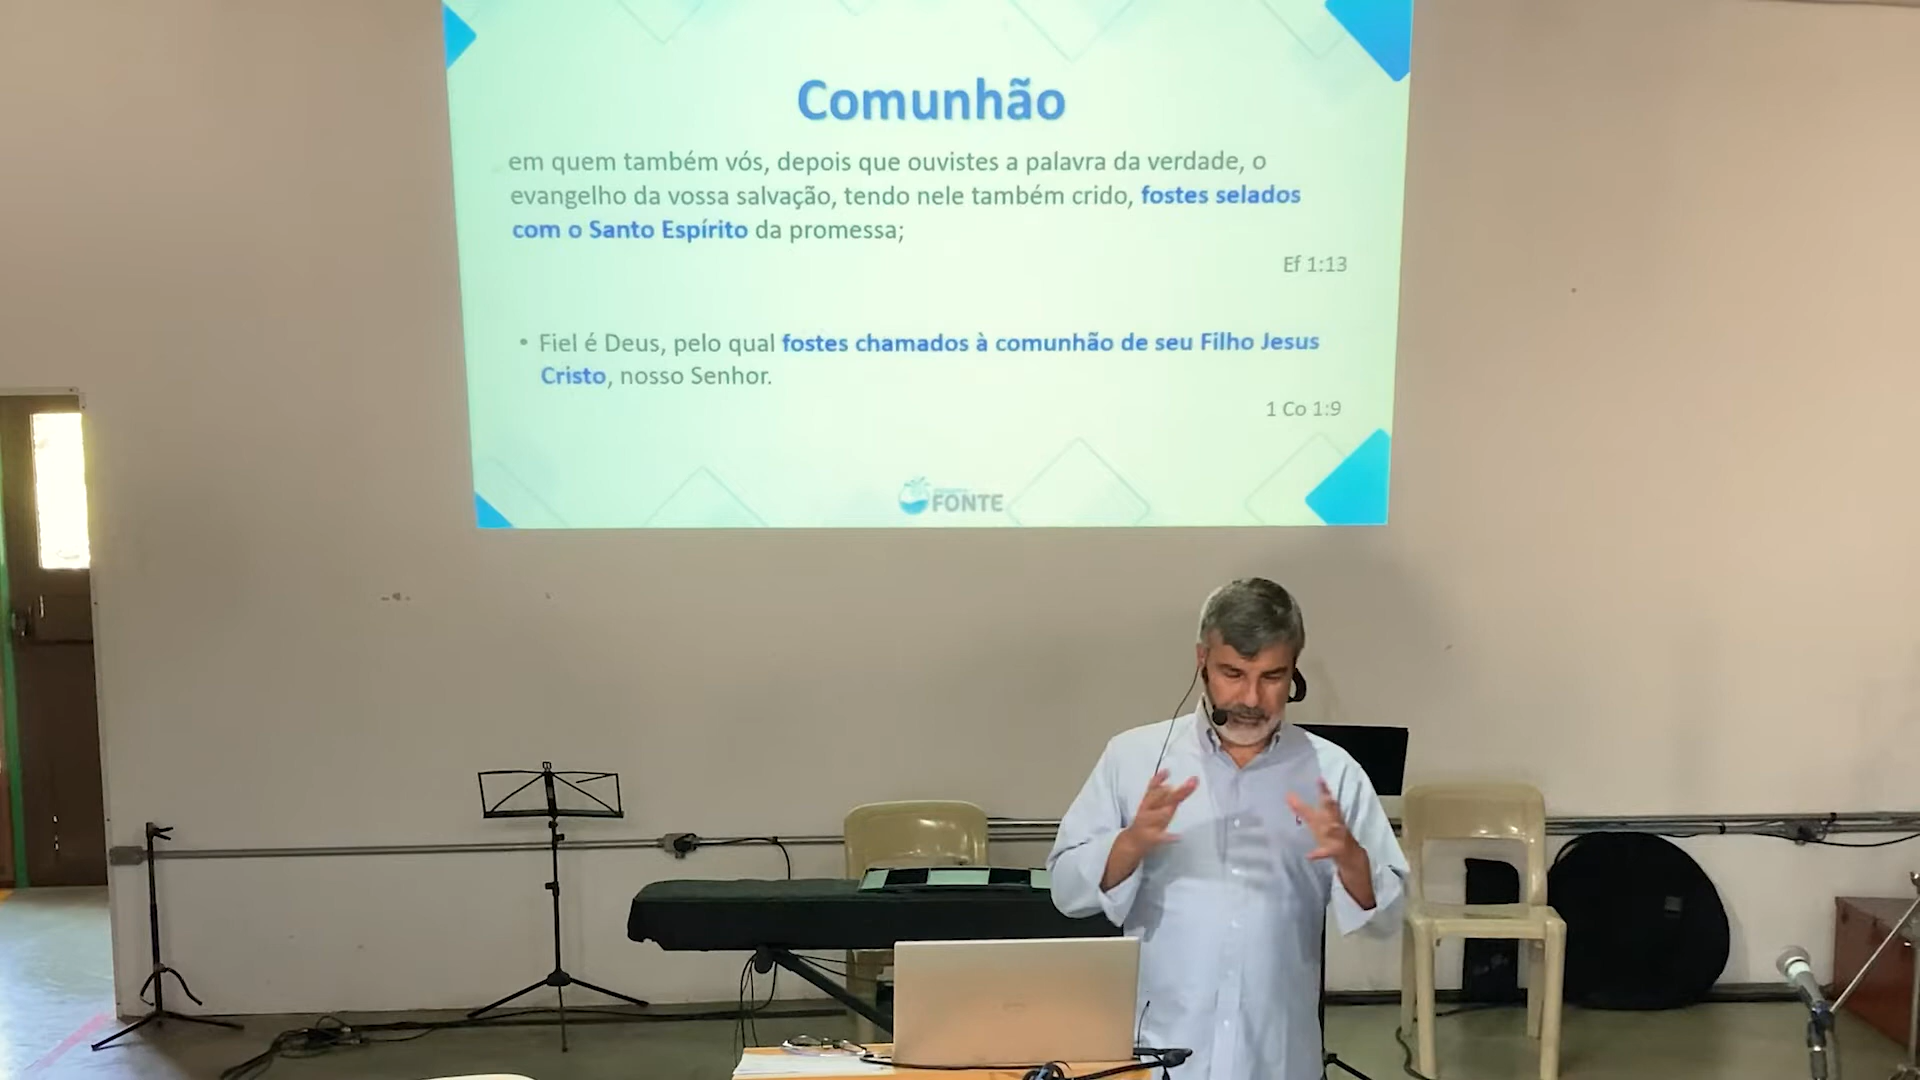 Comunhão
em quem também vós, depois que ouvistes a palavra da verdade, o
evangelho da vossa salvação, tendo nele também crido, fostes selados
com o Santo Espírito da promessa;
Ef 1:13
• Fiel é Deus, pelo qual fostes chamados à comunhão de seu Filho Jesus
Cristo, nosso Senhor.
1 Co 1:9
FONTE